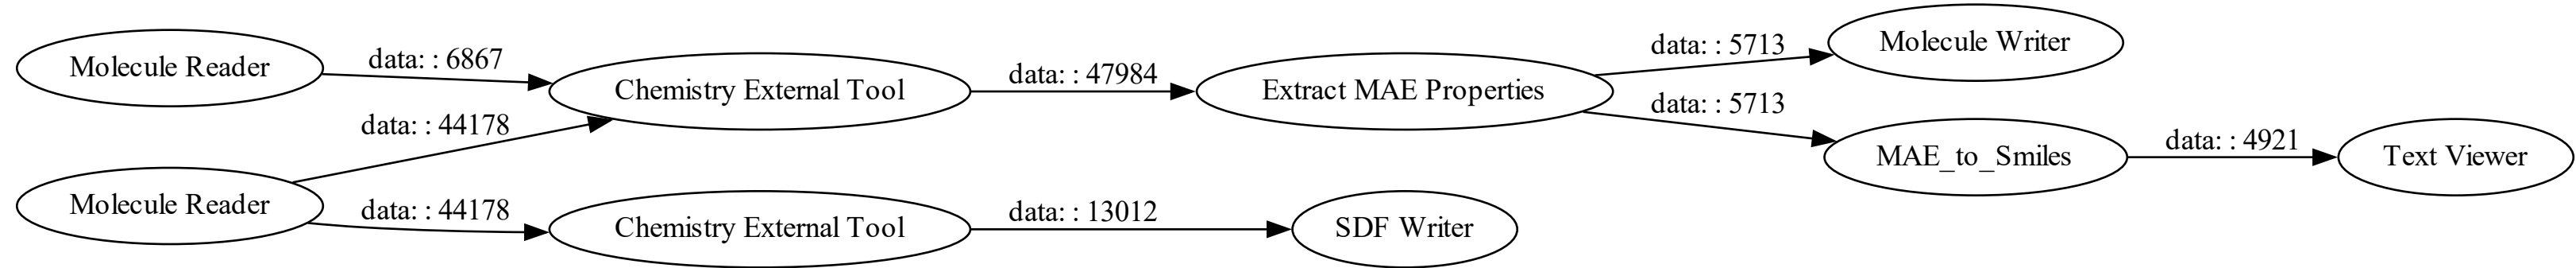 Molecule Reader
data: : 6867
Chemistry External Tool
data: : 47984
Extract MAE Properties
data: : 5713
Molecule Writer
data: : 5713
MAE_to_Smiles
data: : 4921
Text Viewer
data: : 44178
Molecule Reader
data: : 44178
Chemistry External Tool
data: : 13012
SDF Writer